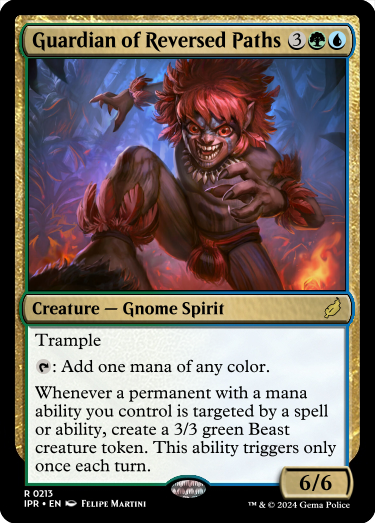 Guardian of Reversed Paths 3
Creature — Gnome Spirit
Trample
: Add one mana of any color.
Whenever a permanent with a mana
ability you control is targeted by a spell
or ability, create a 3/3 green Beast
creature token. This ability triggers only
once each turn.
6/6
R 0213
IPR • EN Felipe Martini
™ & © 2024 Gema Police